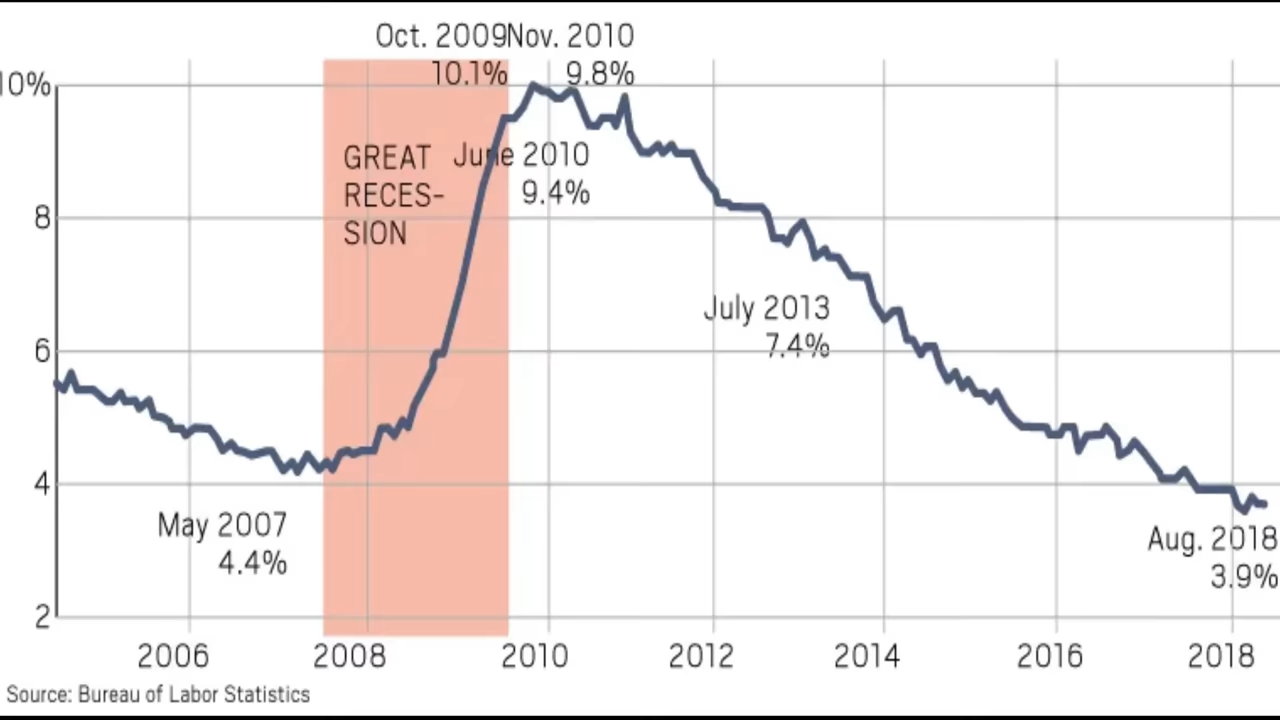 Oct. 2009
10.1%
Nov. 2010
9.8%
10%
GREAT
RECES-
SION
June 2010
9.4%
8
July 2013
7.4%
6
4
May 2007
4.4%
Aug. 2018
3.9%
2
2006 2008 2010 2012 2014 2016 2018
Source: Bureau of Labor Statistics